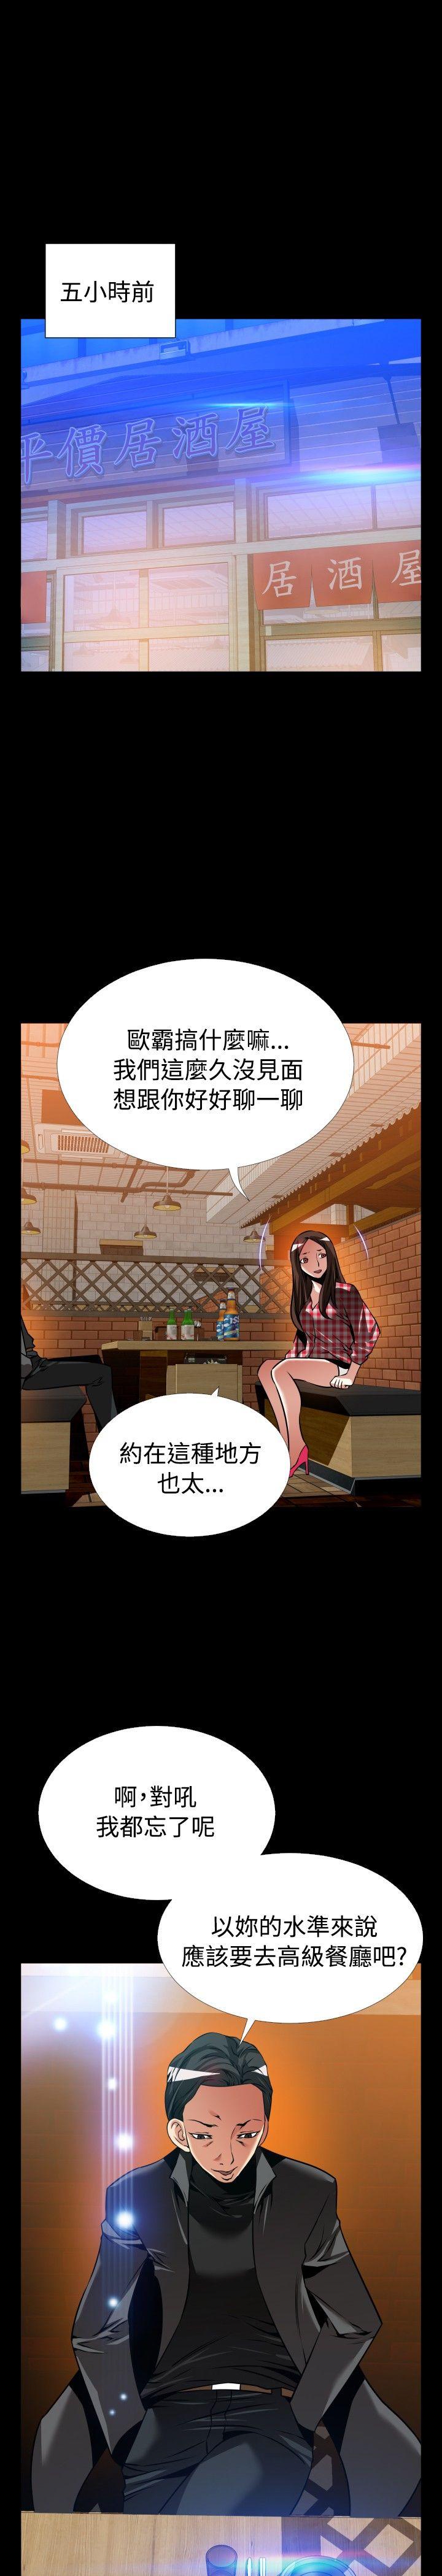 五小時前
平價居酒屋
居酒屋
歐霸搞什麼嘛...
我們這麼久沒見面
想跟你好好聊一聊
約在這種地方
也太...
啊,對吼
我都忘了呢
以妳的水準來說
應該要去高級餐廳吧?